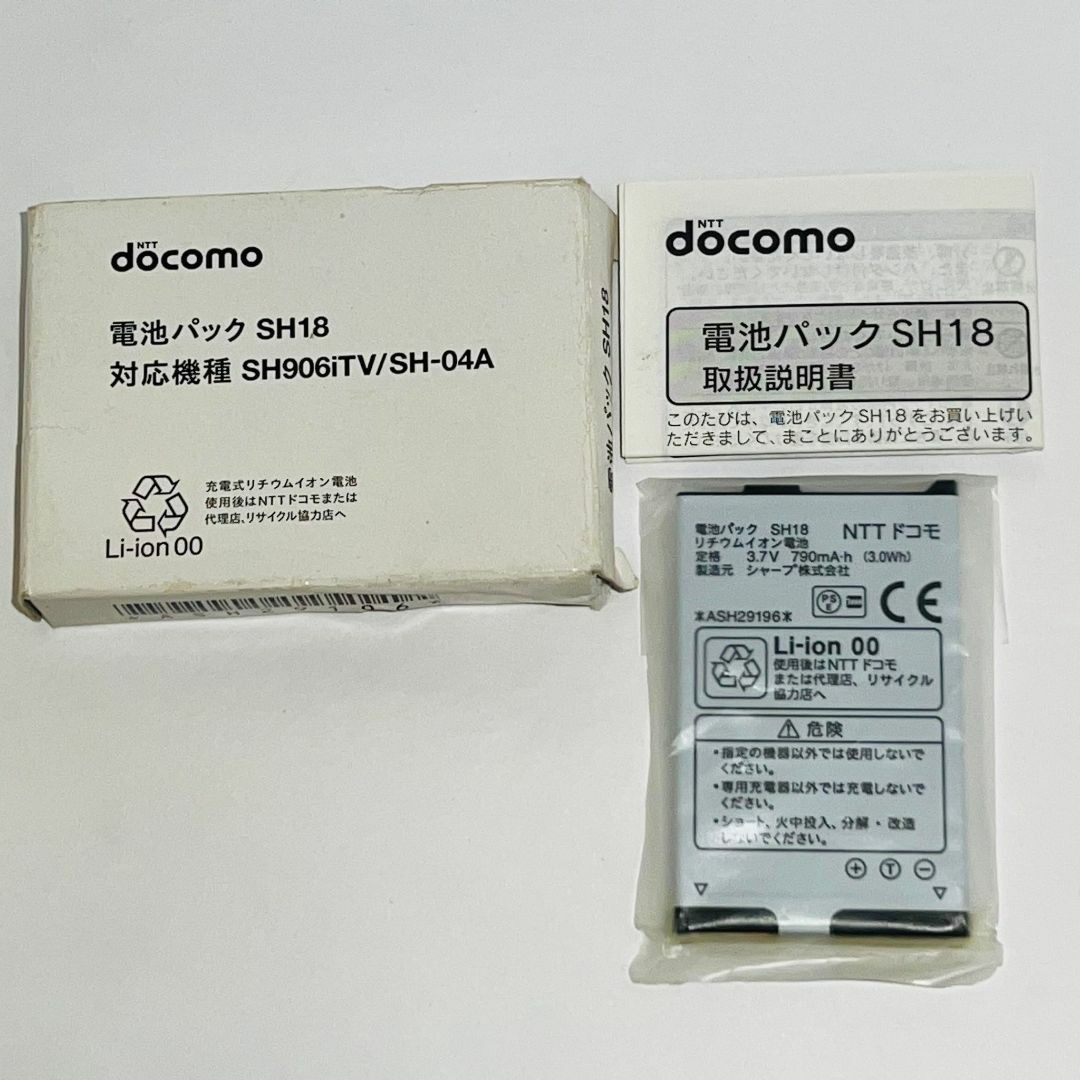 NTT
docomo
電池パック SH18
対応機種 SH906iTV/SH-04A
充電式リチウムイオン電池
使用後はNTTドコモまたは
代理店、リサイクル協力店へ
Li-ion 00
電池パック SH18
NTT
docomo
電池パック SH18
取扱説明書
このたびは、電池パックSH18をお買い上げい
ただきまして、まことにありがとうございます。
電池パック SH18 NTTドコモ
リチウムイオン電池
定格 3.7V 790mA·h (3.0Wh)
製造元 シャープ株式会社
PS
E
CE
*ASH29196*
Li-ion 00
使用後はNTTドコモ
または代理店、リサイクル
協力店へ
⚠危険
・指定の機器以外では使用しないで
ください。
・専用充電器以外では充電しないで
ください。
・ショート、火中投入、分解・改造
しないでください。
+ T −